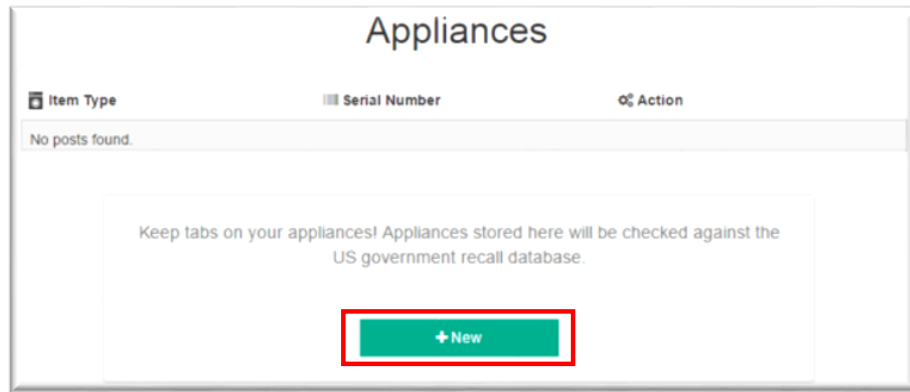 Appliances
Item Type Serial Number Action
No posts found.
Keep tabs on your appliances! Appliances stored here will be checked against the
US government recall database.
+ New